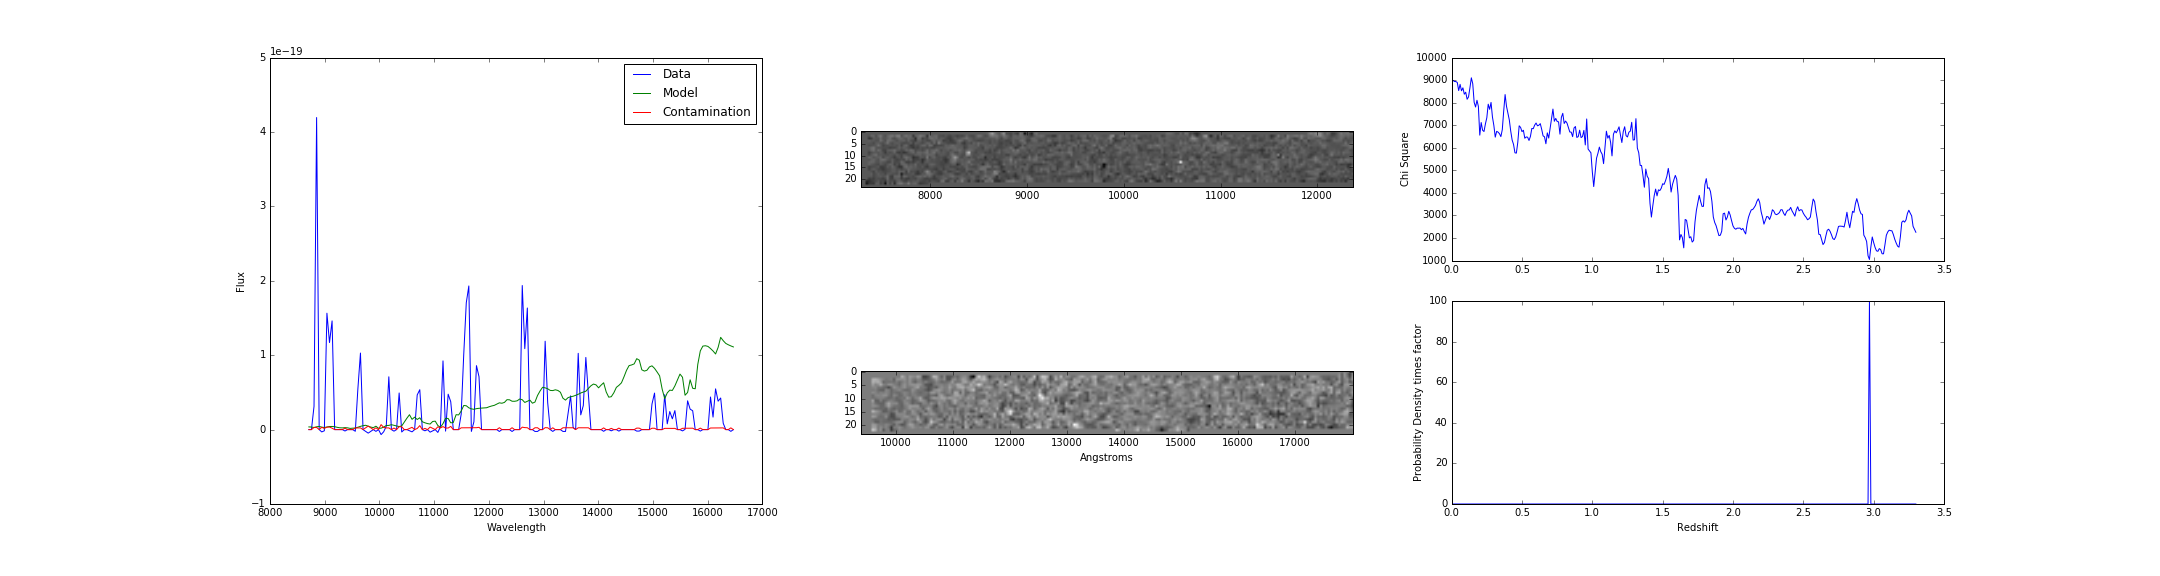 1e−19
5
4
3
2
1
0
−1
8000 9000 10000 11000 12000 13000 14000 15000 16000 17000
Wavelength
Flux
Data
Model
Contamination
0
5
10
15
20
8000 9000 10000 11000 12000
0
5
10
15
20
10000 11000 12000 13000 14000 15000 16000 17000
Angstroms
10000
9000
8000
7000
6000
5000
4000
3000
2000
1000
0.0 0.5 1.0 1.5 2.0 2.5 3.0 3.5
Chi Square
100
80
60
40
20
0
0.0 0.5 1.0 1.5 2.0 2.5 3.0 3.5
Redshift
Probability Density times factor